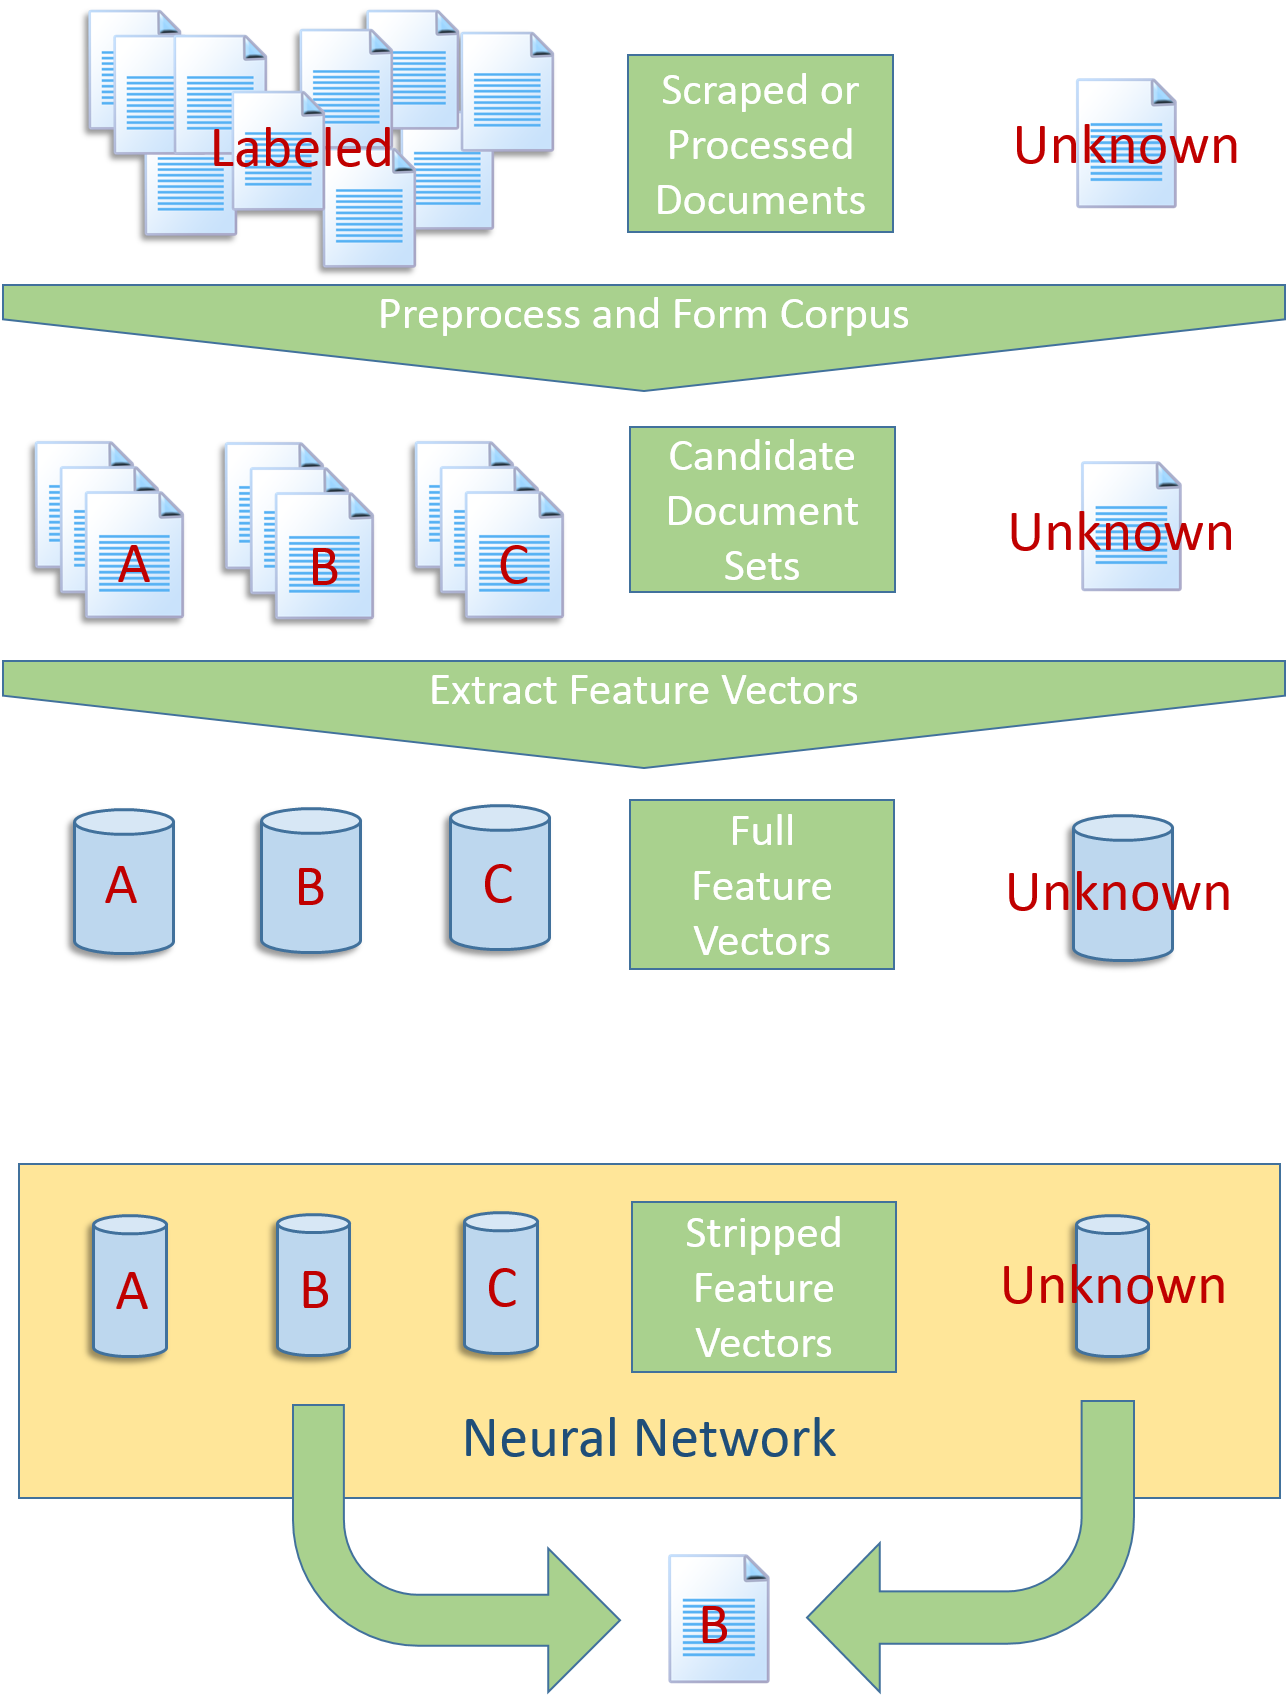 Labeled
Scraped or
Processed
Documents
Unknown
Preprocess and Form Corpus
A
B
C
Candidate
Document
Sets
Unknown
Extract Feature Vectors
A
B
C
Full
Feature
Vectors
Unknown
A
B
C
Stripped
Feature
Vectors
Unknown
Neural Network
B